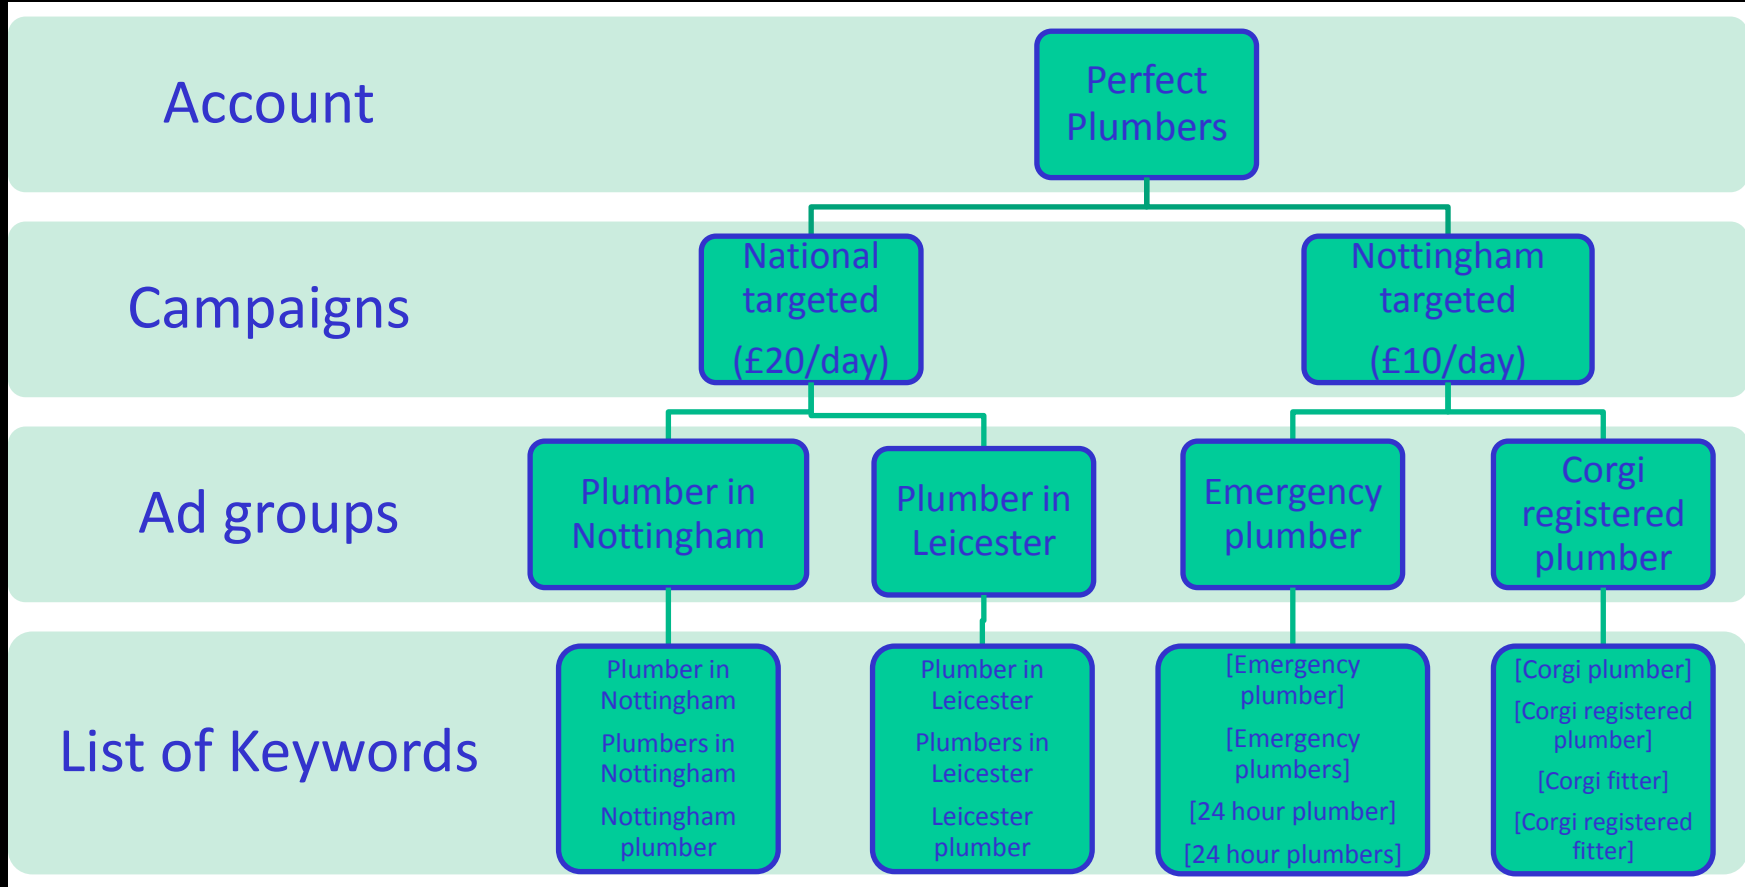 Account
Perfect
Plumbers
Campaigns
National
targeted
(£20/day)
Nottingham
targeted
(£10/day)
Ad groups
Plumber in
Nottingham
Plumber in
Leicester
Emergency
plumber
Corgi
registered
plumber
List of Keywords
Plumber in
Nottingham
Plumbers in
Nottingham
Nottingham
plumber
Plumber in
Leicester
Plumbers in
Leicester
Leicester
plumber
[Emergency
plumber]
[Emergency
plumbers]
[24 hour plumber]
[24 hour plumbers]
[Corgi plumber]
[Corgi registered
plumber]
[Corgi fitter]
[Corgi registered
fitter]